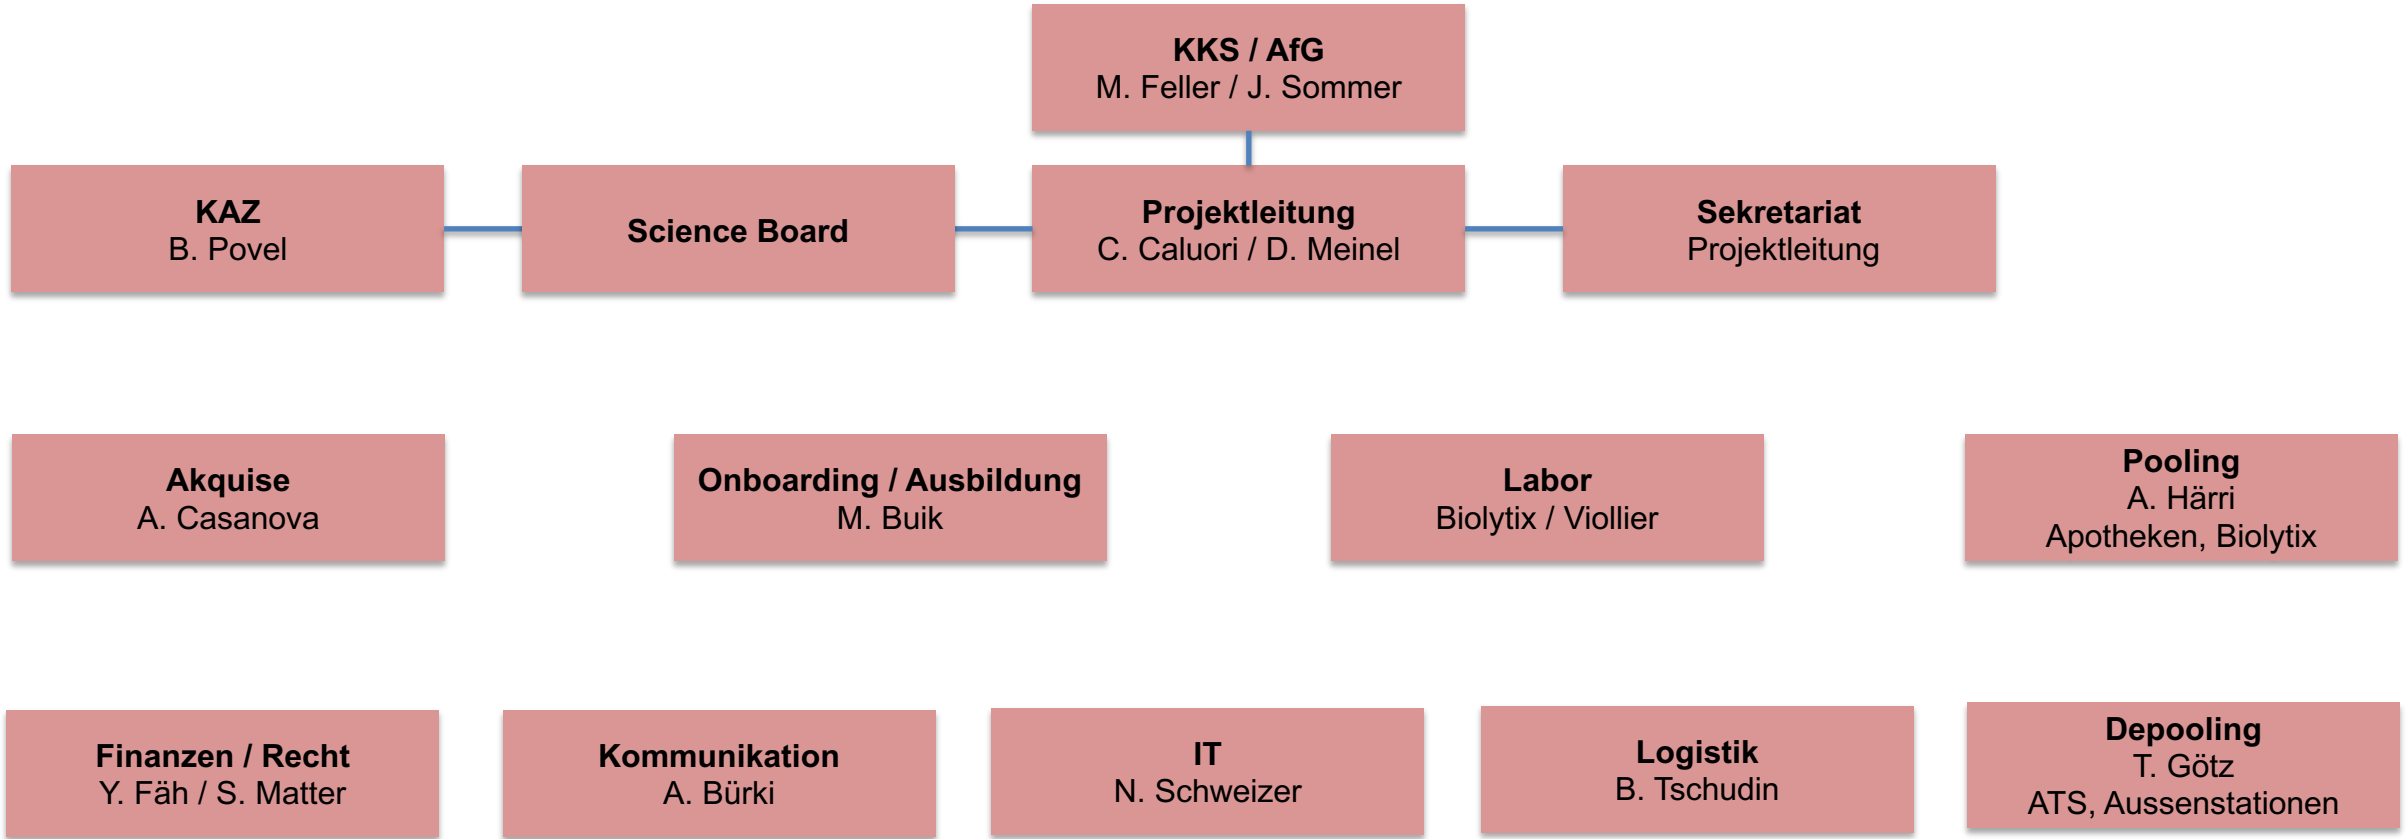 KKS / AfG
M. Feller / J. Sommer
KAZ
B. Povel
Science Board
Projektleitung
C. Caluori / D. Meinel
Sekretariat
Projektleitung
Akquise
A. Casanova
Onboarding / Ausbildung
M. Buik
Labor
Biolytix / Viollier
Pooling
A. Härri
Apotheken, Biolytix
Finanzen / Recht
Y. Fäh / S. Matter
Kommunikation
A. Bürki
IT
N. Schweizer
Logistik
B. Tschudin
Depooling
T. Götz
ATS, Aussenstationen